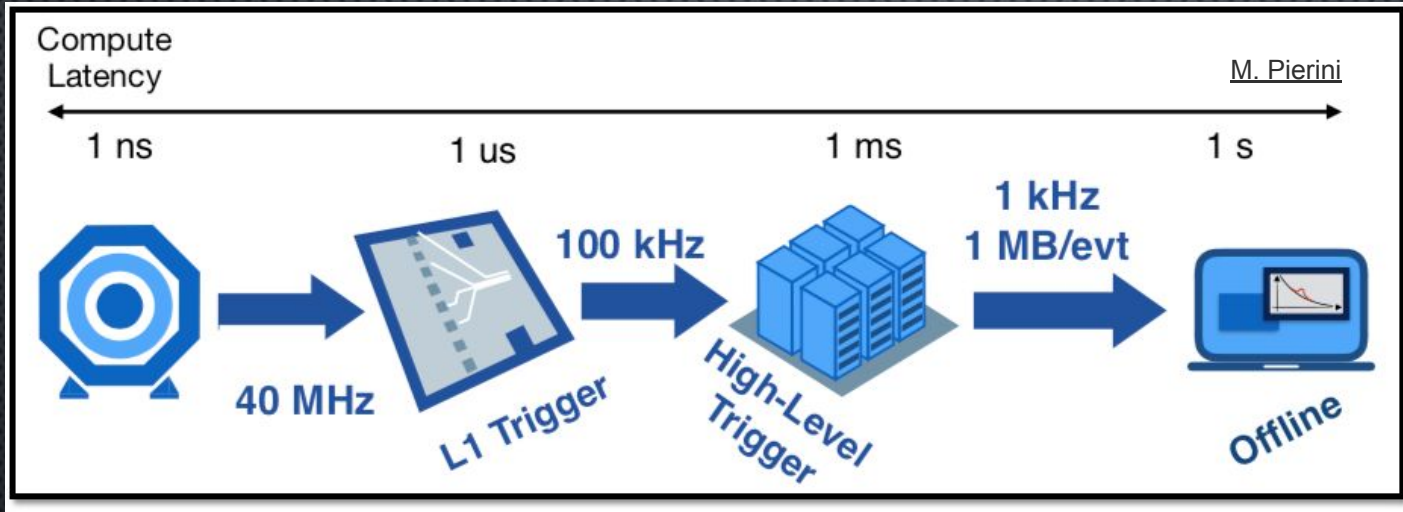 Compute
Latency
M. Pierini
1 ns
1 us
1 ms
1 s
40 MHz
L1 Trigger
100 kHz
High-Level
Trigger
1 kHz
1 MB/evt
Offline